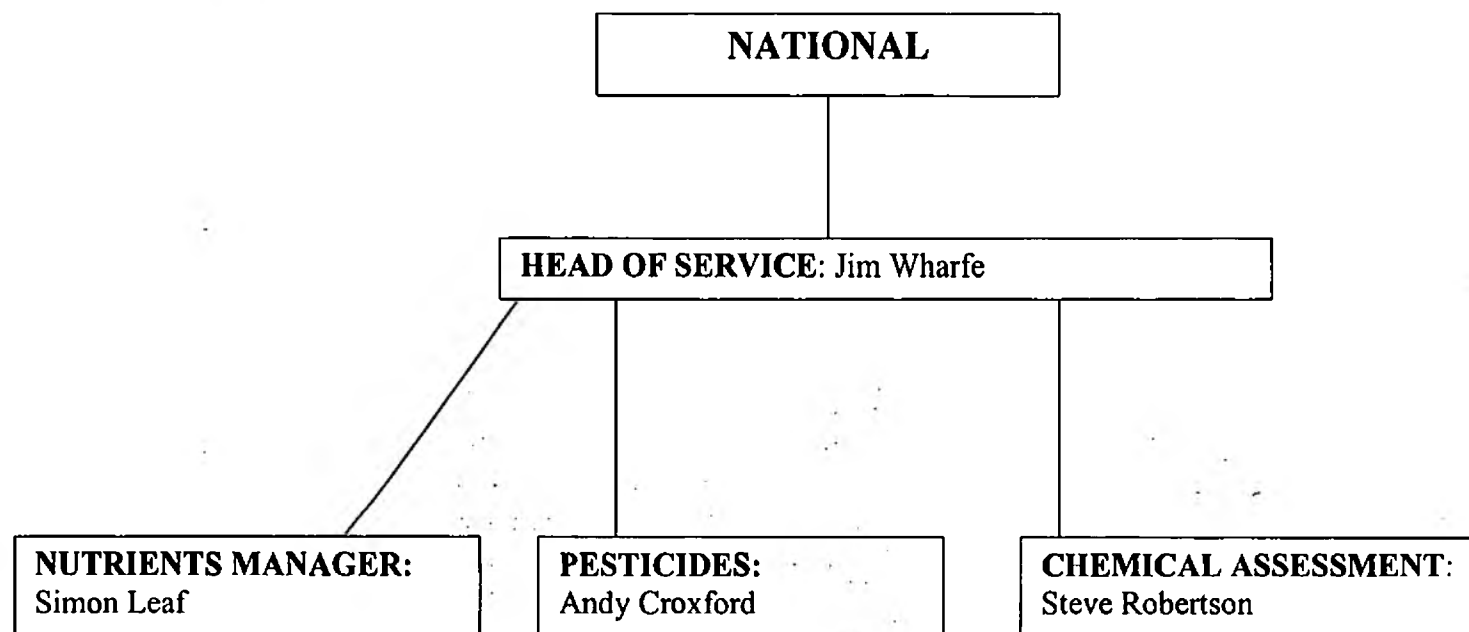 NATIONAL
HEAD OF SERVICE: Jim Wharfe
NUTRIENTS MANAGER:
Simon Leaf
PESTICIDES:
Andy Croxford
CHEMICAL ASSESSMENT:
Steve Robertson